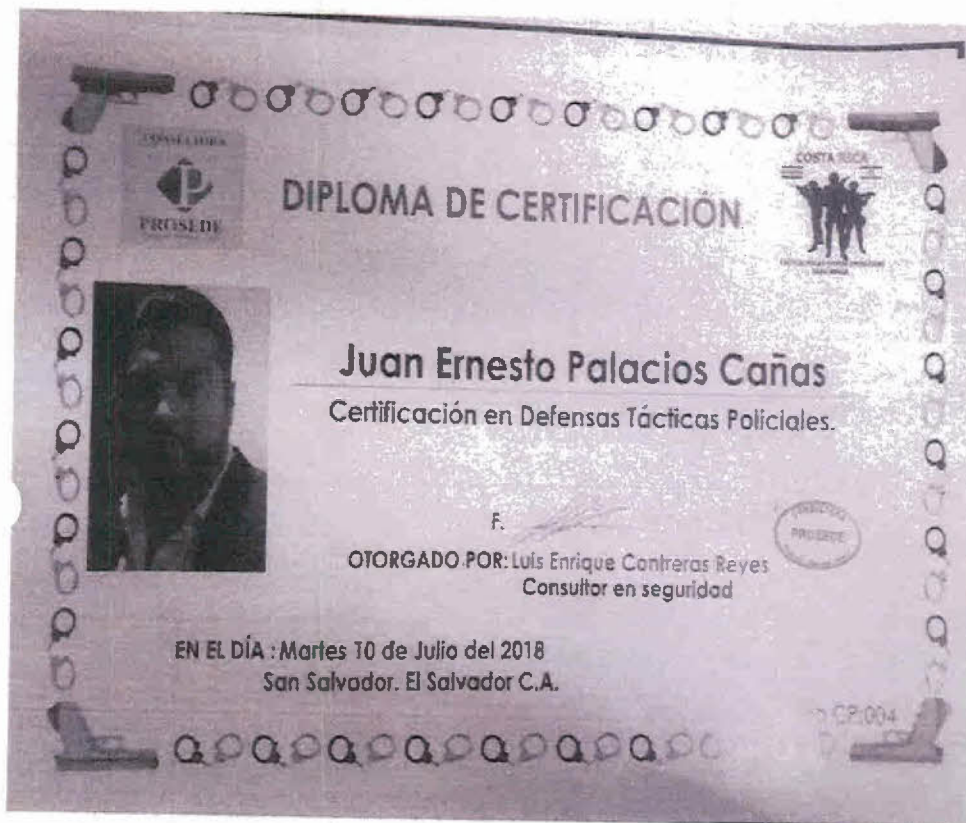 CONSULTORA
PROSEDE
COSTA RICA
DIPLOMA DE CERTIFICACIÓN
Juan Ernesto Palacios Cañas
Certificación en Defensas Tácticas Policiales.
F.
PROSEDE
OTORGADO POR: Luis Enrique Contreras Reyes
Consultor en seguridad
EN EL DÍA : Martes 10 de Julio del 2018
San Salvador. El Salvador C.A.
CP:004